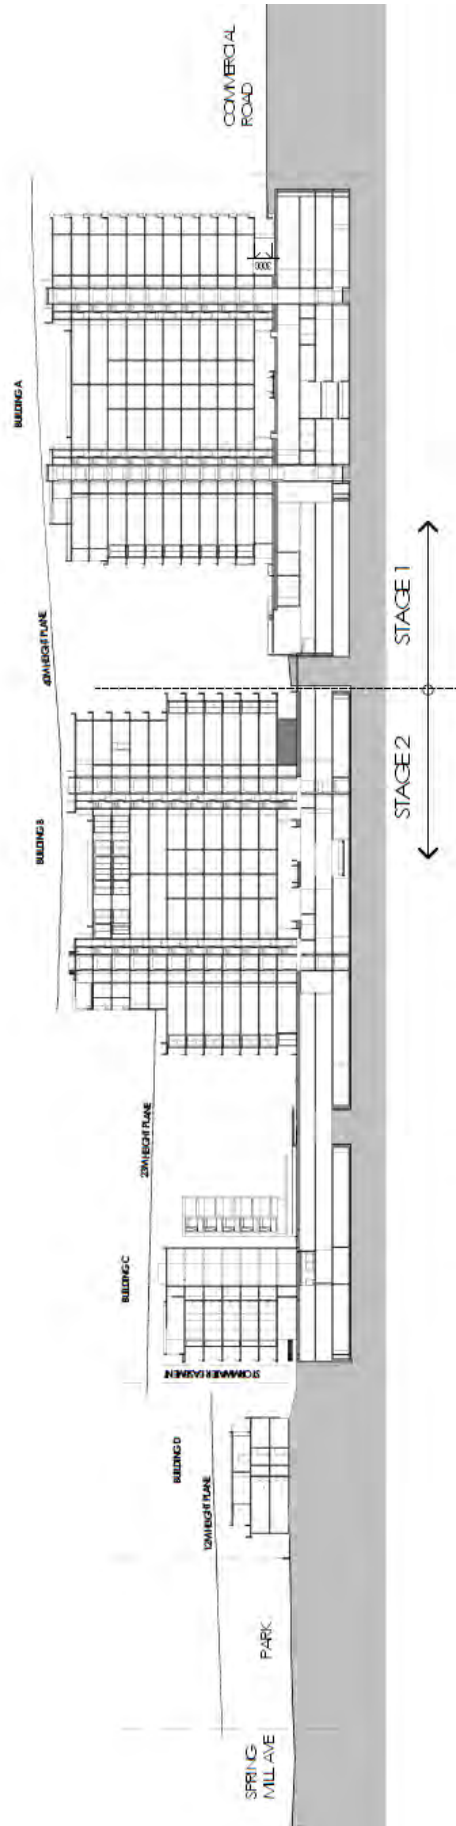 COMMERCIAL
ROAD
BUILDING A
40M HEIGHT PLANE
STAGE 1
STAGE 2
BUILDING B
23M HEIGHT PLANE
BUILDING C
STORMWATER EASEMENT
BUILDING D
12M HEIGHT PLANE
PARK
SPRING
MILL AVE